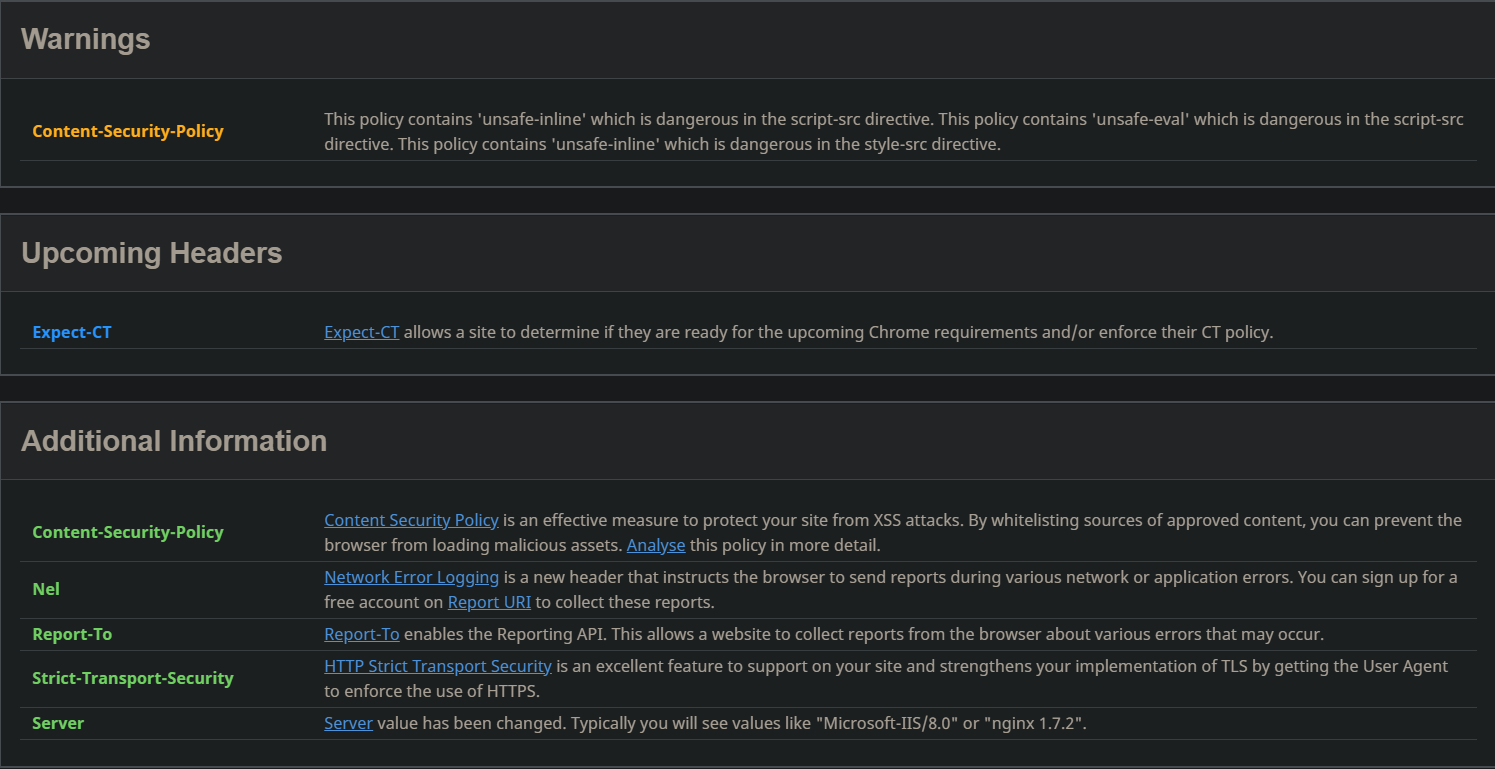 Warnings
Content-Security-Policy
This policy contains 'unsafe-inline' which is dangerous in the script-src directive. This policy contains 'unsafe-eval' which is dangerous in the script-src
directive. This policy contains 'unsafe-inline' which is dangerous in the style-src directive.
Upcoming Headers
Expect-CT
Expect-CT allows a site to determine if they are ready for the upcoming Chrome requirements and/or enforce their CT policy.
Additional Information
Content-Security-Policy
Content Security Policy is an effective measure to protect your site from XSS attacks. By whitelisting sources of approved content, you can prevent the
browser from loading malicious assets. Analyse this policy in more detail.
Nel
Network Error Logging is a new header that instructs the browser to send reports during various network or application errors. You can sign up for a
free account on Report URI to collect these reports.
Report-To
Report-To enables the Reporting API. This allows a website to collect reports from the browser about various errors that may occur.
Strict-Transport-Security
HTTP Strict Transport Security is an excellent feature to support on your site and strengthens your implementation of TLS by getting the User Agent
to enforce the use of HTTPS.
Server
Server value has been changed. Typically you will see values like "Microsoft-IIS/8.0" or "nginx 1.7.2".